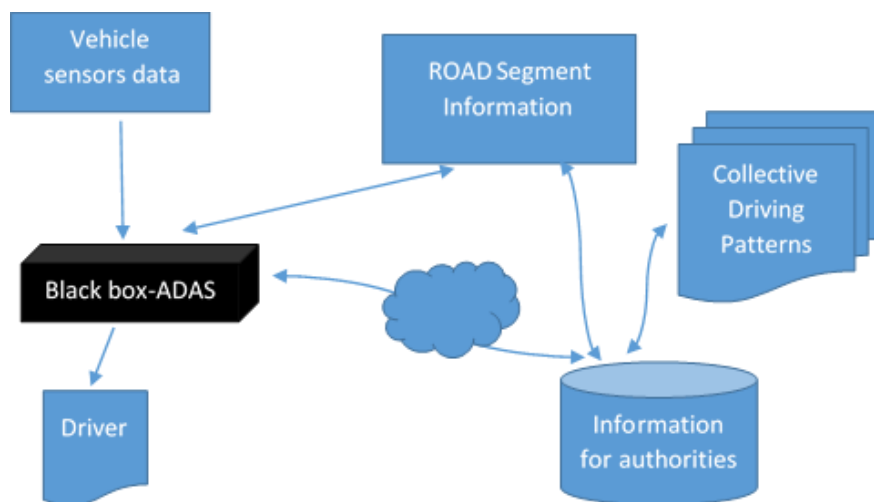 Vehicle
sensors data
ROAD Segment
Information
Collective
Driving
Patterns
Black box-ADAS
Driver
Information
for authorities